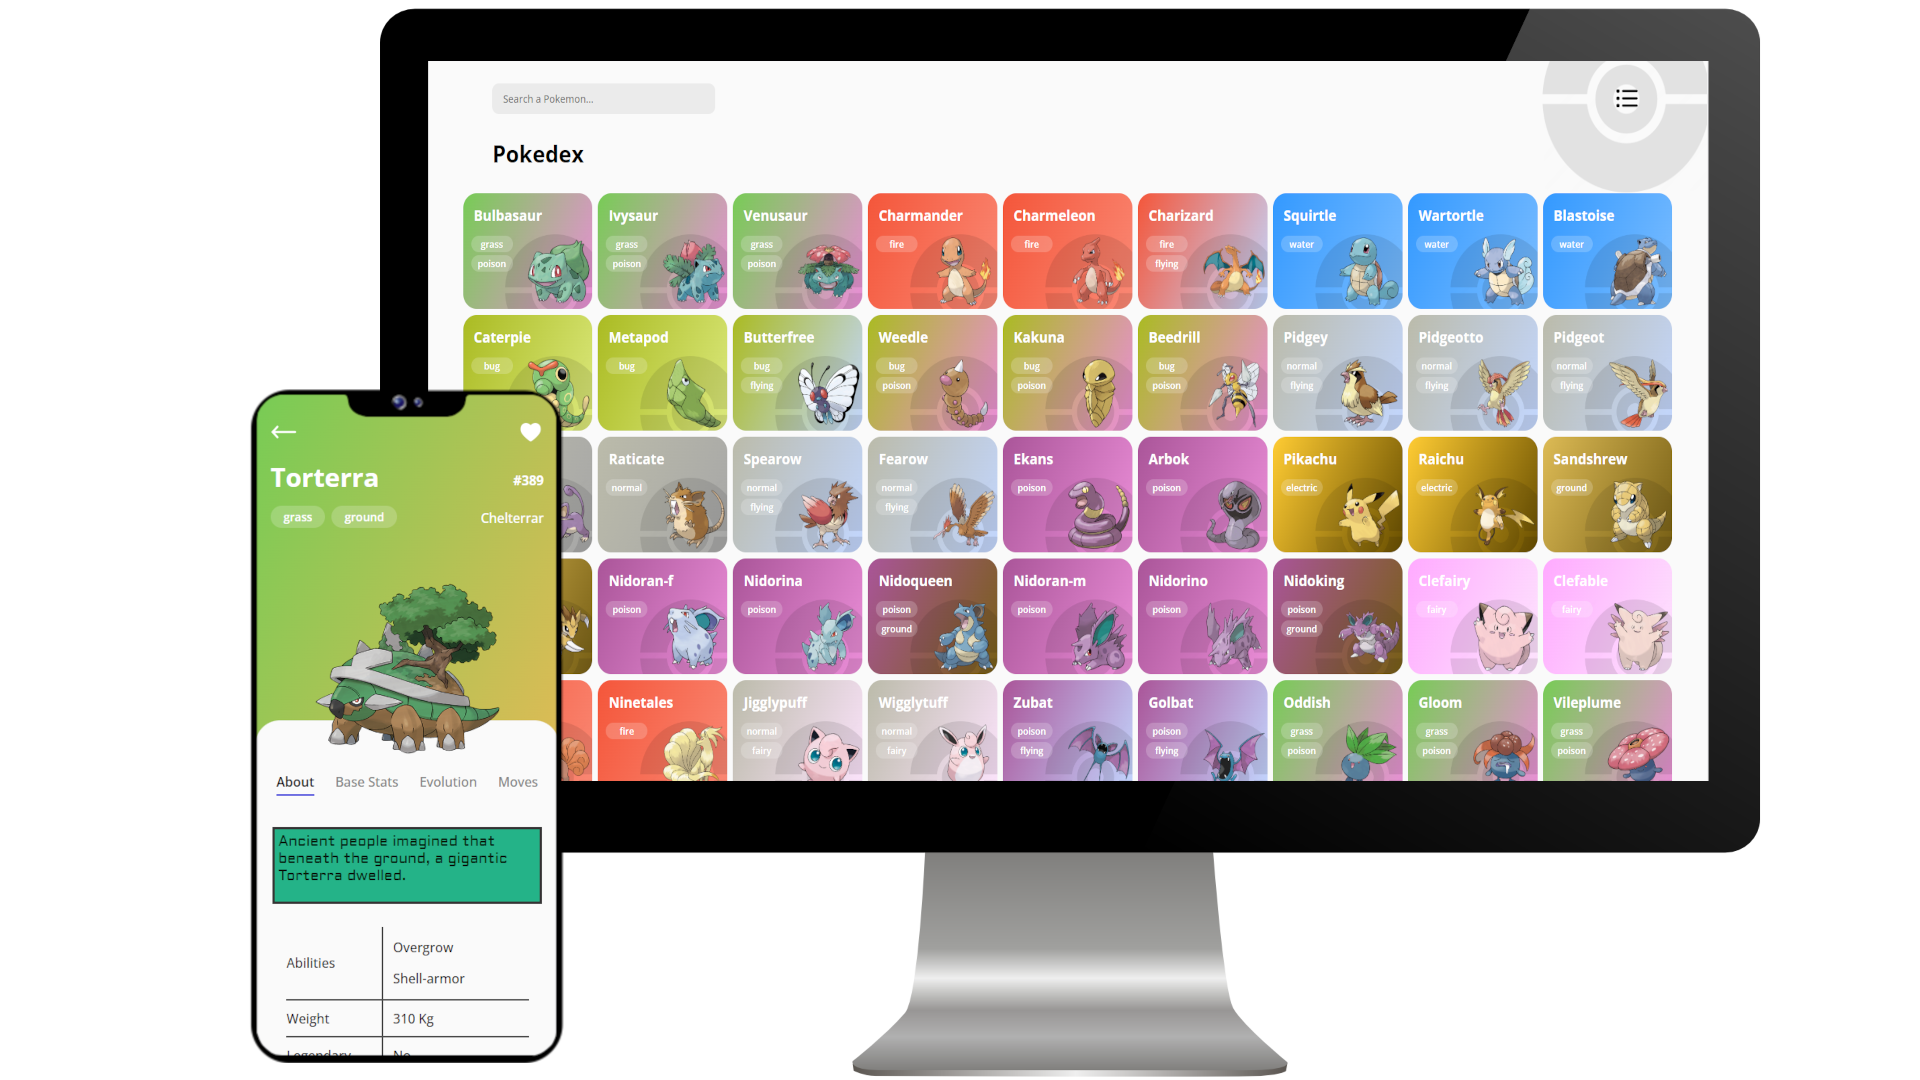 Search a Pokemon...
Pokedex
Bulbasaur
grass
poison
Ivysaur
grass
poison
Venusaur
grass
poison
Charmander
fire
Charmeleon
fire
Charizard
fire
flying
Squirtle
water
Wartortle
water
Blastoise
water
Caterpie
bug
Metapod
bug
Butterfree
bug
flying
Weedle
bug
poison
Kakuna
bug
poison
Beedrill
bug
poison
Pidgey
normal
flying
Pidgeotto
normal
flying
Pidgeot
normal
flying
Raticate
normal
Spearow
normal
flying
Fearow
normal
flying
Ekans
poison
Arbok
poison
Pikachu
electric
Raichu
electric
Sandshrew
ground
Nidoran-f
poison
Nidorina
poison
Nidoqueen
poison
ground
Nidoran-m
poison
Nidorino
poison
Nidoking
poison
ground
Clefairy
fairy
Clefable
fairy
Ninetales
fire
Jigglypuff
normal
fairy
Wigglytuff
normal
fairy
Zubat
poison
flying
Golbat
poison
flying
Oddish
grass
poison
Gloom
grass
poison
Vileplume
grass
poison
Torterra
#389
grass ground
Chelterrar
About Base Stats Evolution Moves
Ancient people imagined that
beneath the ground, a gigantic
Torterra dwelled.
Abilities
Overgrow
Shell-armor
Weight 310 Kg
Legendary No